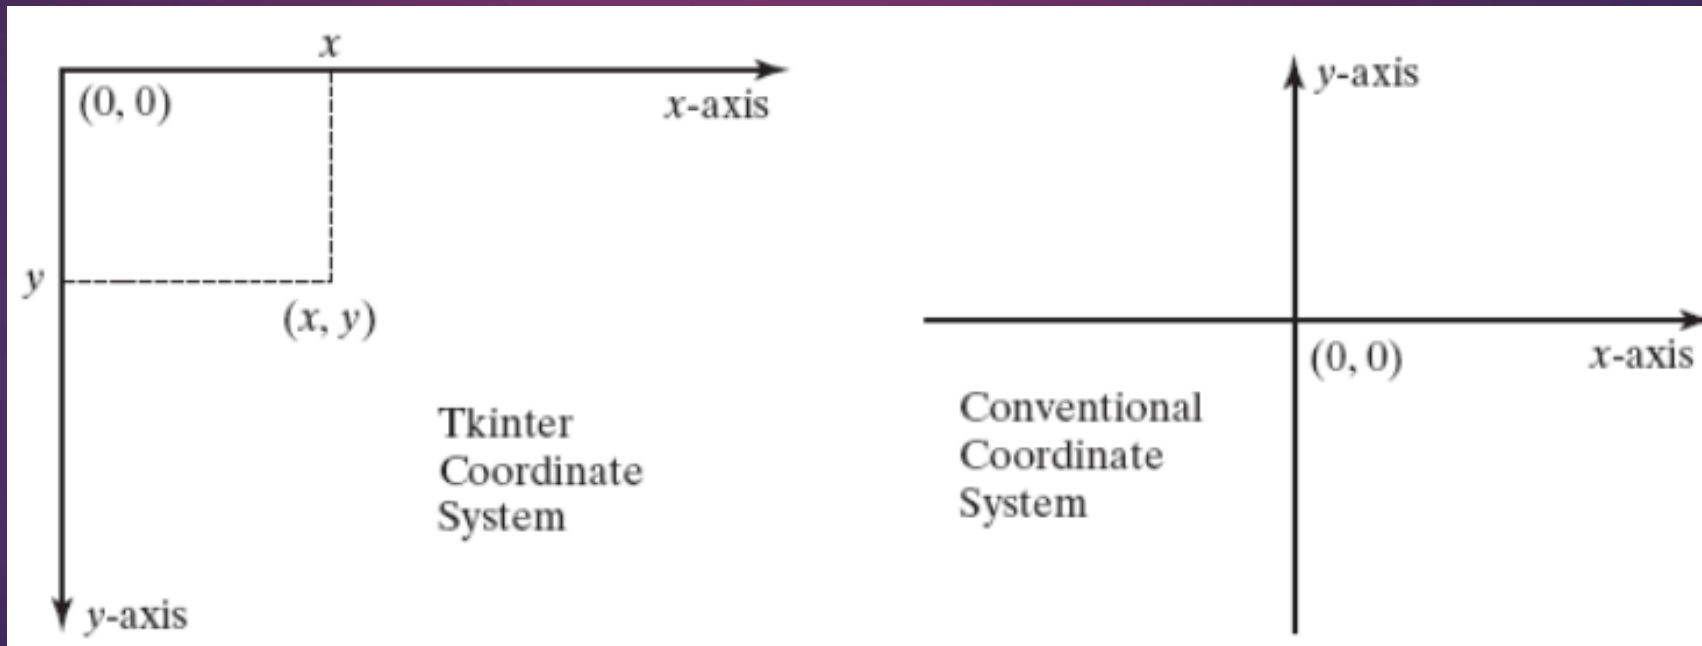 x
(0, 0)
x-axis
y
(x, y)
Tkinter
Coordinate
System
y-axis
y-axis
(0, 0)
x-axis
Conventional
Coordinate
System